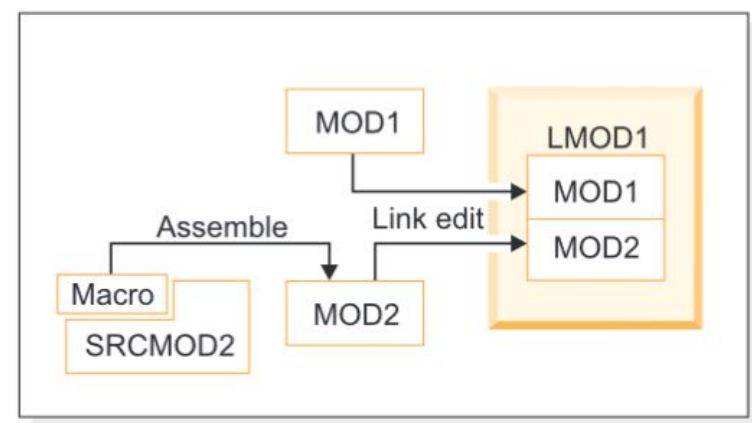 MOD1
LMOD1
MOD1
Link edit
Assemble
MOD2
Macro
MOD2
SRCMOD2